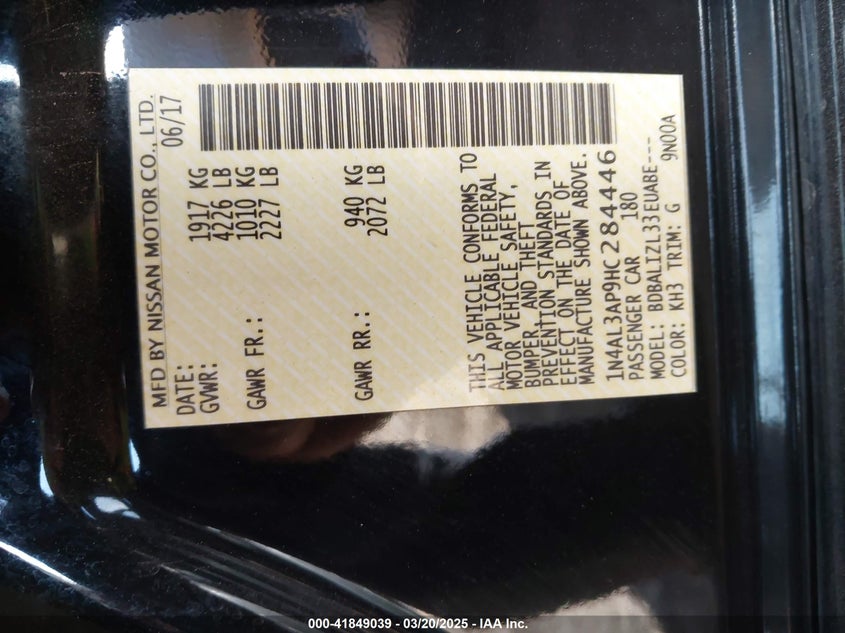 MFD BY NISSAN MOTOR CO., LTD.
DATE: 06/17
GVWR: 1917 KG
4226 LB
GAWR FR.: 1010 KG
2227 LB
GAWR RR.: 940 KG
2072 LB
THIS VEHICLE CONFORMS TO
ALL APPLICABLE FEDERAL
MOTOR VEHICLE SAFETY,
BUMPER, AND THEFT
PREVENTION STANDARDS IN
EFFECT ON THE DATE OF
MANUFACTURE SHOWN ABOVE.
1N4AL3AP9HC284446
PASSENGER CAR 180
MODEL: BDBALIZL33EUABE---
COLOR: KH3 TRIM: G 9N00A
000-41849039 - 03/20/2025 - IAA Inc.